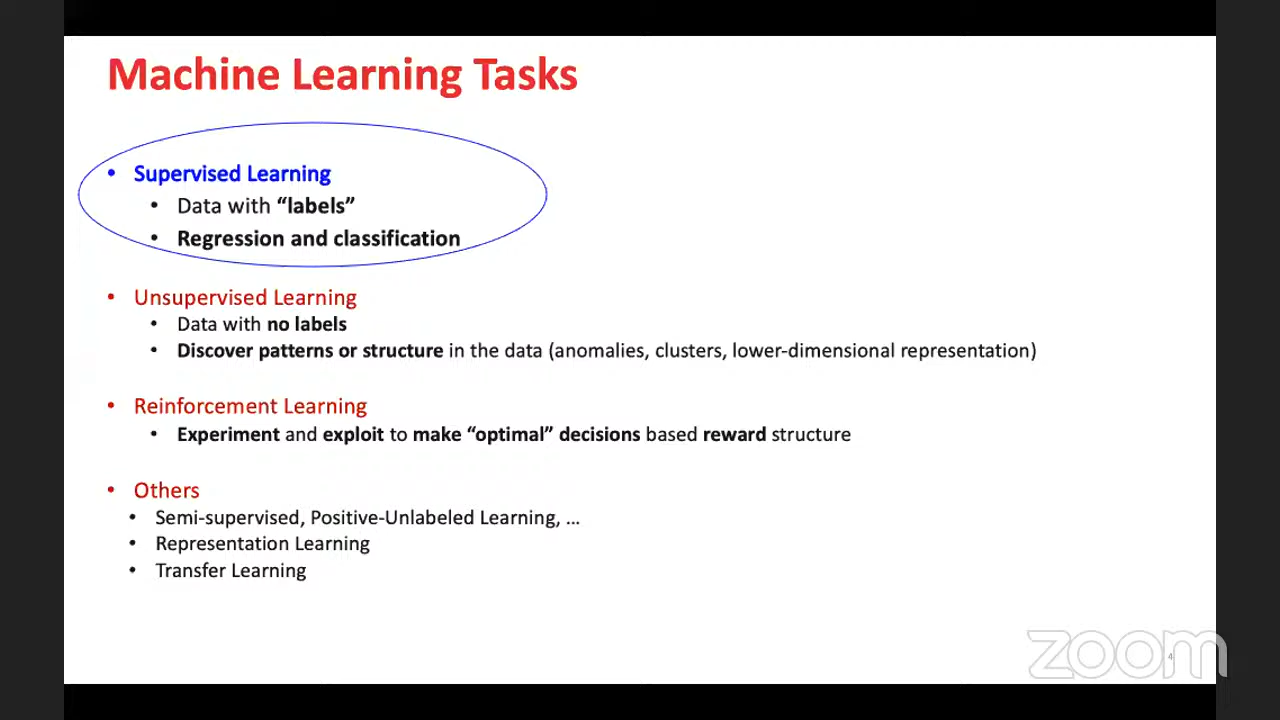 Machine Learning Tasks
• Supervised Learning
• Data with “labels”
• Regression and classification
• Unsupervised Learning
• Data with no labels
• Discover patterns or structure in the data (anomalies, clusters, lower-dimensional representation)
• Reinforcement Learning
• Experiment and exploit to make “optimal” decisions based reward structure
• Others
• Semi-supervised, Positive-Unlabeled Learning, …
• Representation Learning
• Transfer Learning
zoom
4